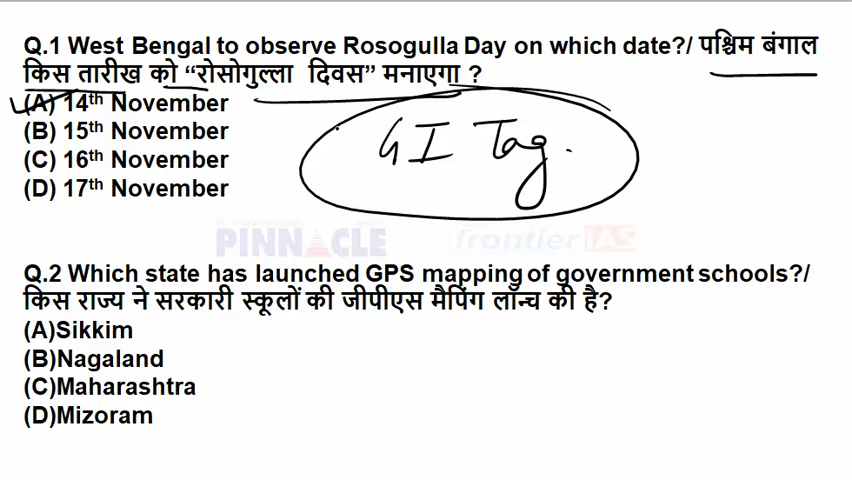 Q.1 West Bengal to observe Rosogulla Day on which date?/ पश्चिम बंगाल
किस तारीख को “रोसोगुल्ला दिवस” मनाएगा ?
(A) 14th November
(B) 15th November
(C) 16th November
(D) 17th November
GI Tag.
PINNACLE frontier IAS
Q.2 Which state has launched GPS mapping of government schools?/
किस राज्य ने सरकारी स्कूलों की जीपीएस मैपिंग लॉन्च की है?
(A)Sikkim
(B)Nagaland
(C)Maharashtra
(D)Mizoram